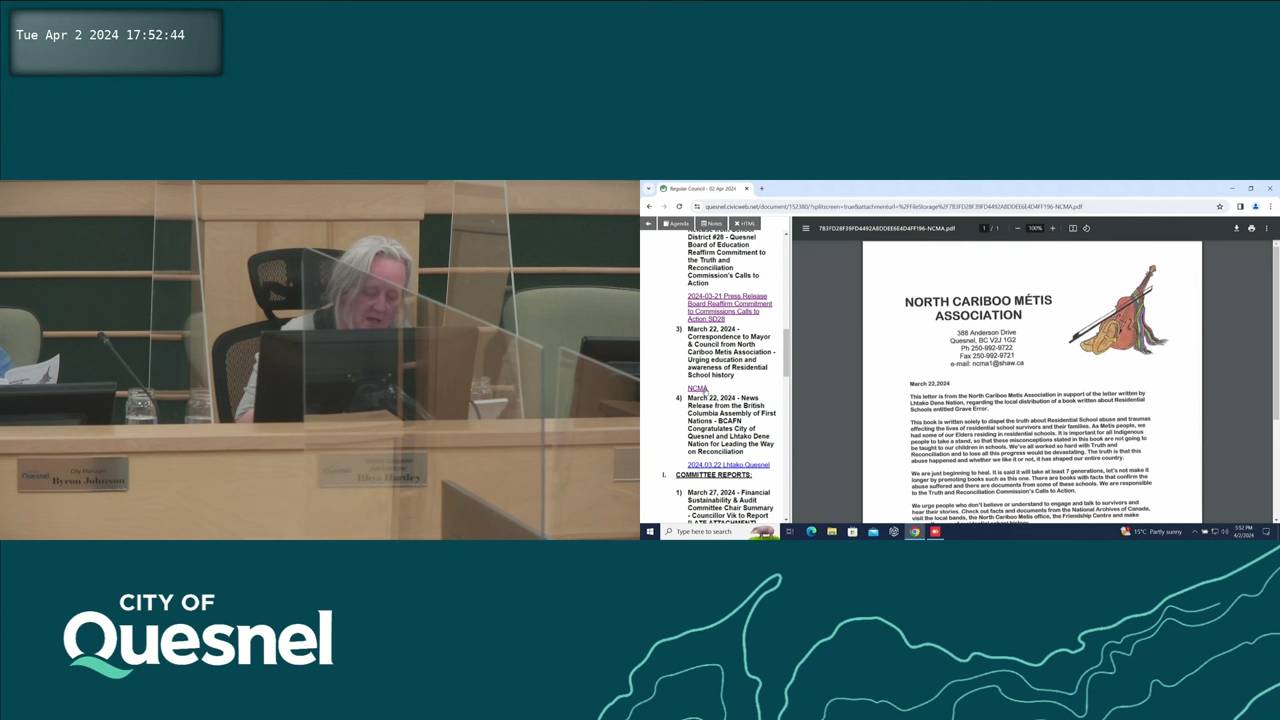 Tue Apr 2 2024 17:52:44
Regular Council - 02 Apr 2024
quesnel.civicweb.net/document/152380/?splitscreen=true&attachmenturl=%2FFileStorage%2F7B3FD28F39FD4492A8DDEE6E4D4FF196-NCMA.pdf
Agenda
Notes
HTML
7B3FD28F39FD4492A8DDEE6E4D4FF196-NCMA.pdf
1 / 1
100%
Release from School
District #28 - Quesnel
Board of Education
Reaffirm Commitment to
the Truth and
Reconciliation
Commission's Calls to
Action
2024-03-21 Press Release
Board Reaffirm Commitment
to Commissions Calls to
Action SD28
3) March 22, 2024 -
Correspondence to Mayor
& Council from North
Cariboo Metis Association -
Urging education and
awareness of Residential
School history
NCMA
4) March 22, 2024 - News
Release from the British
Columbia Assembly of First
Nations - BCAFN
Congratulates City of
Quesnel and Lhtako Dene
Nation for Leading the Way
on Reconciliation
2024.03.22 Lhtako Quesnel
I. COMMITTEE REPORTS:
1) March 27, 2024 - Financial
Sustainability & Audit
Committee Chair Summary
- Councillor Vik to Report
[LATE ATTACHMENT]
NORTH CARIBOO MÉTIS
ASSOCIATION
388 Anderson Drive
Quesnel, BC V2J 1G2
Ph 250-992-9722
Fax 250-992-9721
e-mail: ncma1@shaw.ca
March 22,2024
This letter is from the North Cariboo Metis Association in support of the letter written by
Lhtako Dene Nation, regarding the local distribution of a book written about Residential
Schools entitled Grave Error.
This book is written solely to dispel the truth about Residential School abuse and traumas
effecting the lives of residential school survivors and their families. As Metis people, we
had some of our Elders residing in residential schools. It is important for all Indigenous
people to take a stand, so that these misconceptions stated in this book are not going to
be taught to our children in schools. We've all worked so hard with Truth and
Reconciliation and to lose all this progress would be devastating. The truth is that this
abuse happened and whether we like it or not, it has shaped our entire country.
We are just beginning to heal. It is said it will take at least 7 generations, let's not make it
longer by promoting books such as this one. There are books with facts that confirm the
abuse suffered and there are documents from some of these schools. We are responsible
to the Truth and Reconciliation Commission's Calls to Action.
We urge people who don't believe or understand to engage and talk to survivors and
hear their stories. Check out facts and documents from the National Archives of Canada,
visit the local bands, the North Cariboo Metis office, the Friendship Centre and make
Type here to search
15°C Partly sunny
5:52 PM
4/2/2024
Quesnel
City Manager
Byron Johnson
Rhya Hartley
CITY OF
Quesnel